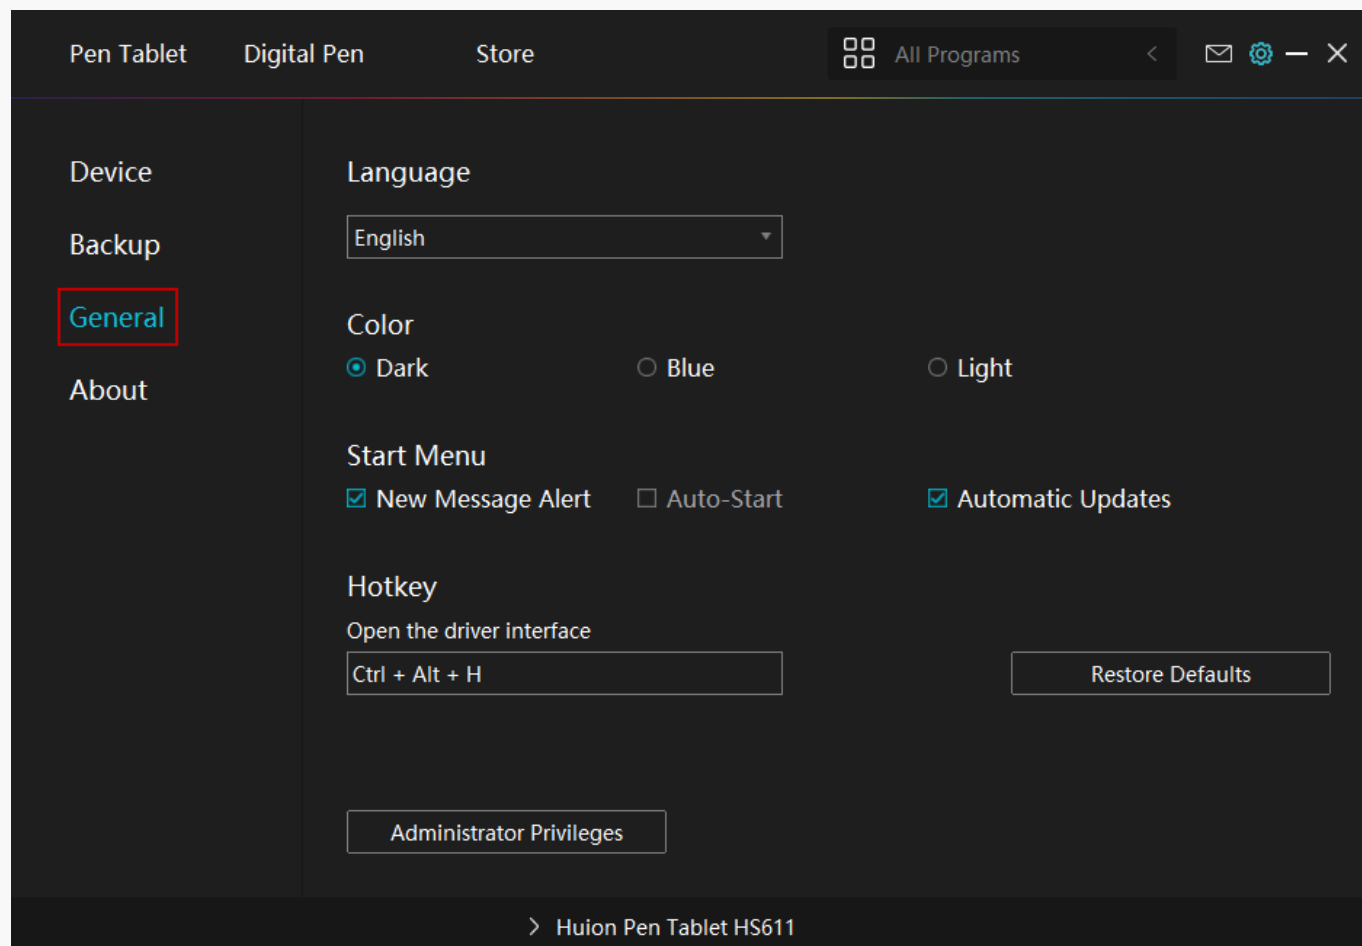 Pen Tablet Digital Pen Store All Programs
Device
Backup
General
About
Language
English
Color
Dark Blue Light
Start Menu
New Message Alert Auto-Start Automatic Updates
Hotkey
Open the driver interface
Ctrl + Alt + H Restore Defaults
Administrator Privileges
Huion Pen Tablet HS611